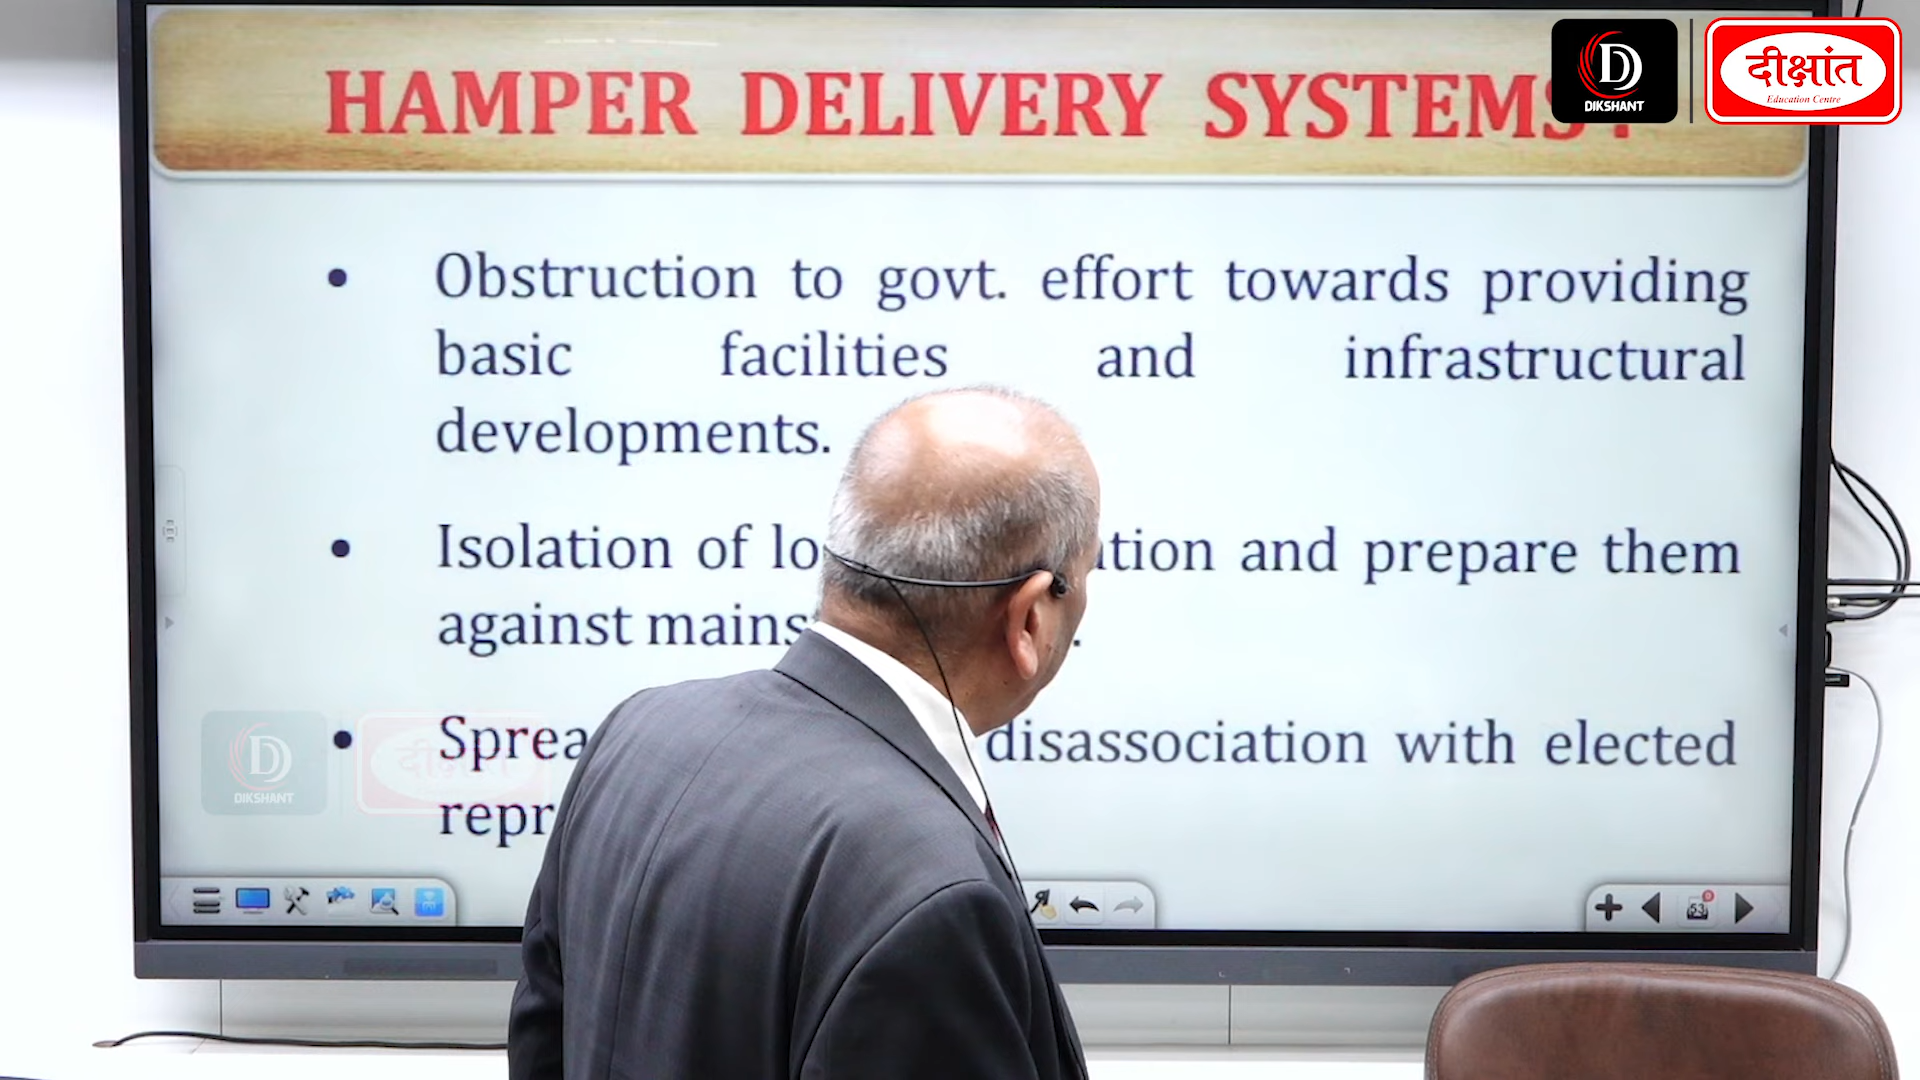 HAMPER DELIVERY SYSTEMS?
DIKSHANT
दीक्षांत
Education Centre
• Obstruction to govt. effort towards providing
basic facilities and infrastructural
developments.
• Isolation of lo tion and prepare them
against mains .
• Sprea disassociation with elected
repr
DIKSHANT
दीक्षांत
53